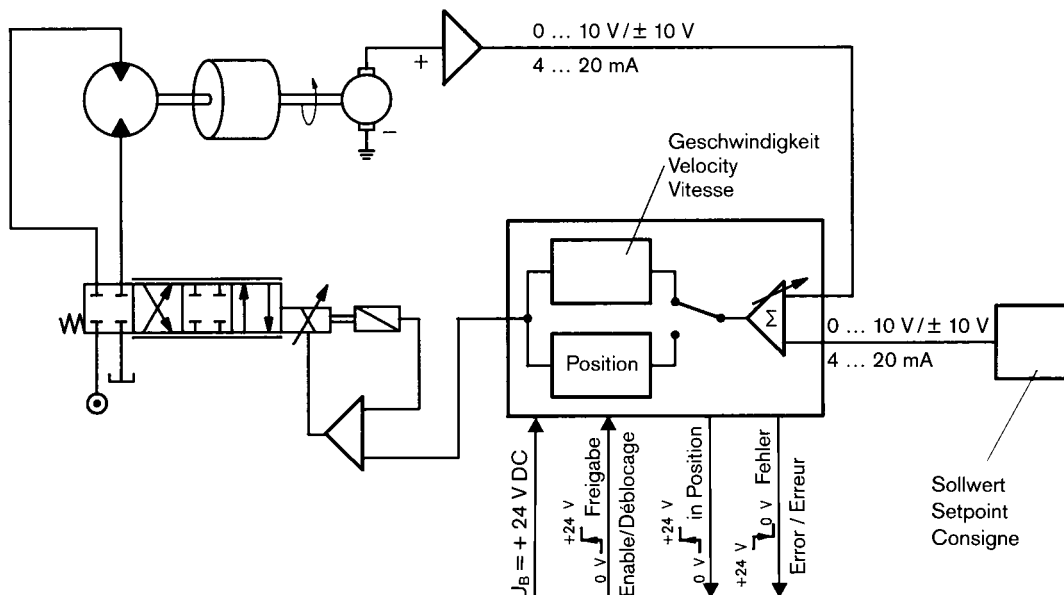 0 ... 10 V/± 10 V
+
4 ... 20 mA
−
Geschwindigkeit
Velocity
Vitesse
Σ
0 ... 10 V/± 10 V
Position
4 ... 20 mA
Sollwert
Setpoint
Consigne
= + 24 V DC
+24 V
0 V
Freigabe
Enable/Déblocage
+24 V
0 V
in Position
+24 V
0 V
Fehler
Error / Erreur